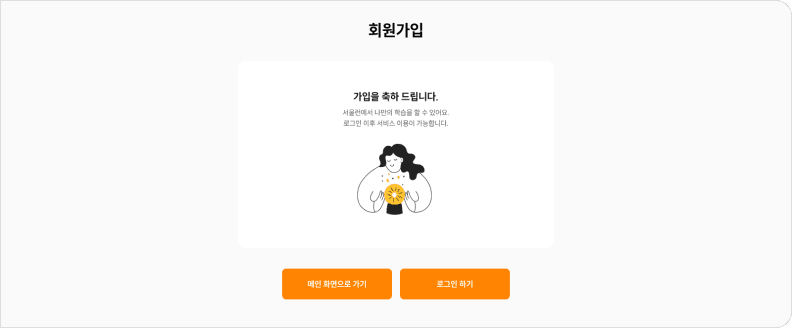 회원가입
가입을 축하 드립니다.
서울런에서 나만의 학습을 할 수 있어요.
로그인 이후 서비스 이용이 가능합니다.
메인 화면으로 가기
로그인 하기